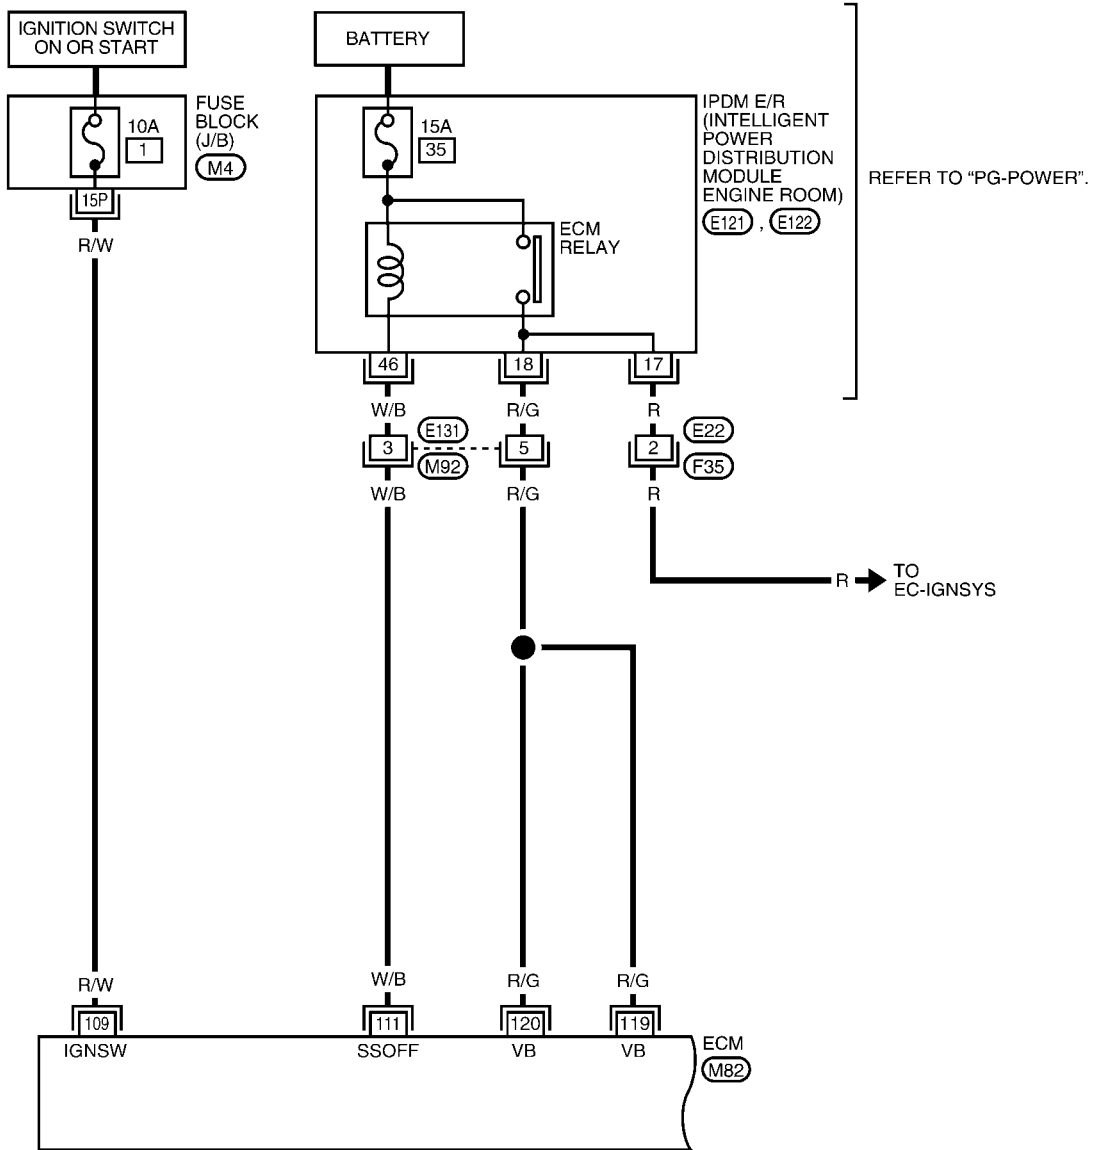 IGNITION SWITCH
ON OR START
BATTERY
FUSE
BLOCK
(J/B)
M4
10A
1
15P
R/W
15A
35
IPDM E/R
(INTELLIGENT
POWER
DISTRIBUTION
MODULE
ENGINE ROOM)
E121 , E122
REFER TO “PG-POWER”.
ECM
RELAY
46
18
17
W/B
R/G
R
3
E131
M92
5
2
E22
F35
W/B
R/G
R
R
TO
EC-IGNSYS
R/W
W/B
R/G
R/G
109
111
120
119
IGNSW
SSOFF
VB
VB
ECM
M82